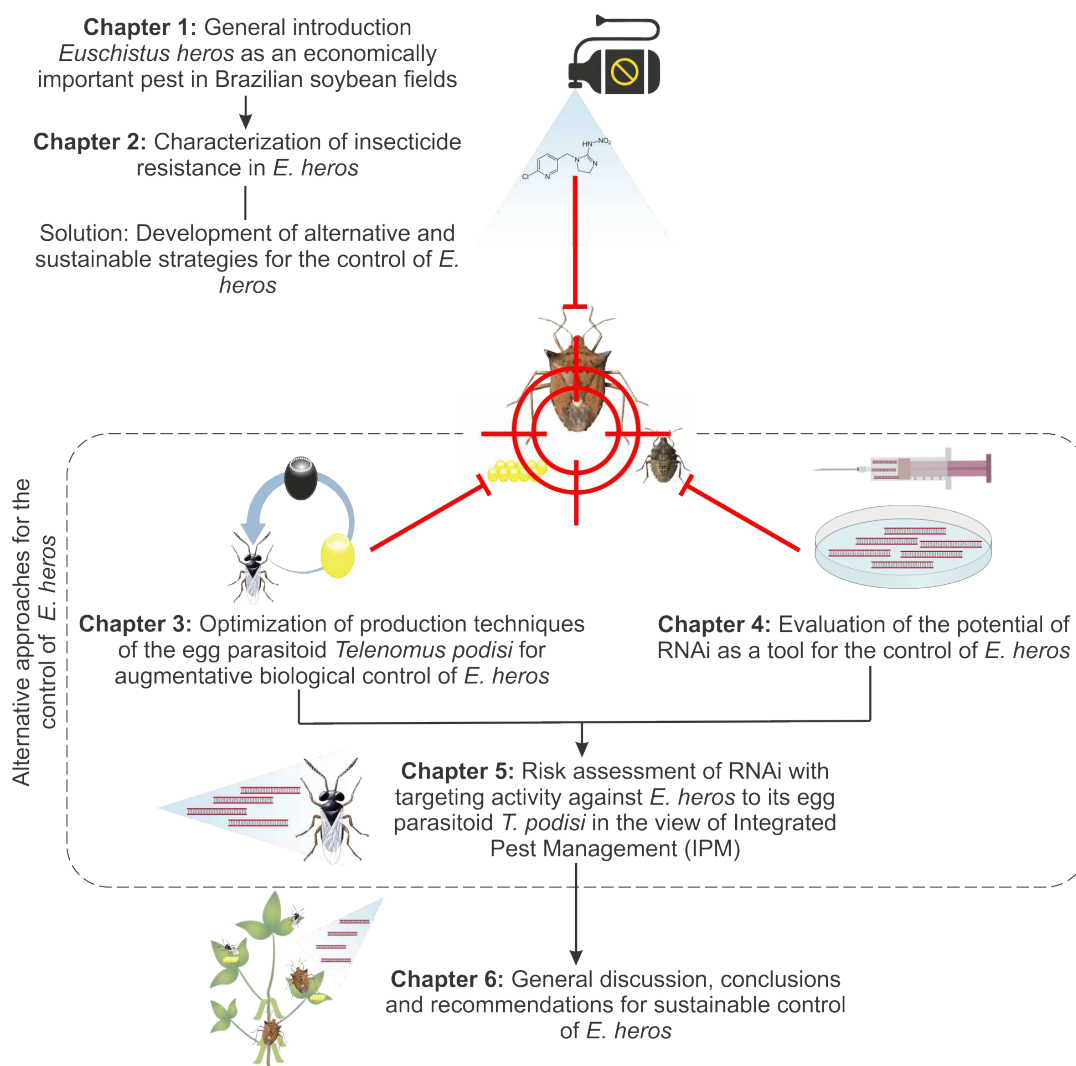 Chapter 1: General introduction
Euschistus heros as an economically
important pest in Brazilian soybean fields
Chapter 2: Characterization of insecticide
resistance in E. heros
Solution: Development of alternative and
sustainable strategies for the control of E.
heros
HN
NO2
N
N
Cl
N
Alternative approaches for the
control of E. heros
Chapter 3: Optimization of production techniques
of the egg parasitoid Telenomus podisi for
augmentative biological control of E. heros
Chapter 4: Evaluation of the potential of
RNAi as a tool for the control of E. heros
Chapter 5: Risk assessment of RNAi with
targeting activity against E. heros to its egg
parasitoid T. podisi in the view of Integrated
Pest Management (IPM)
Chapter 6: General discussion, conclusions
and recommendations for sustainable control
of E. heros